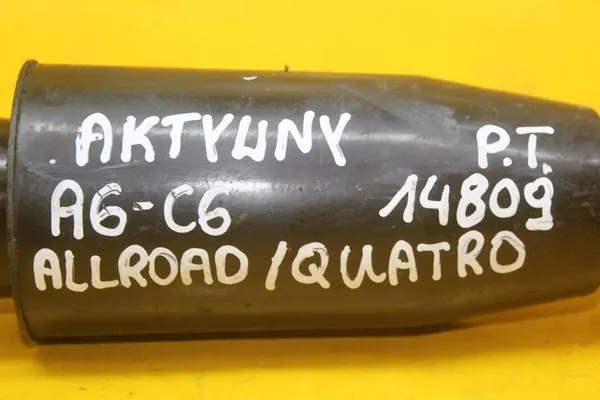 AKTYWNY P.T.
A6-C6 14809
ALLROAD/QUATRO